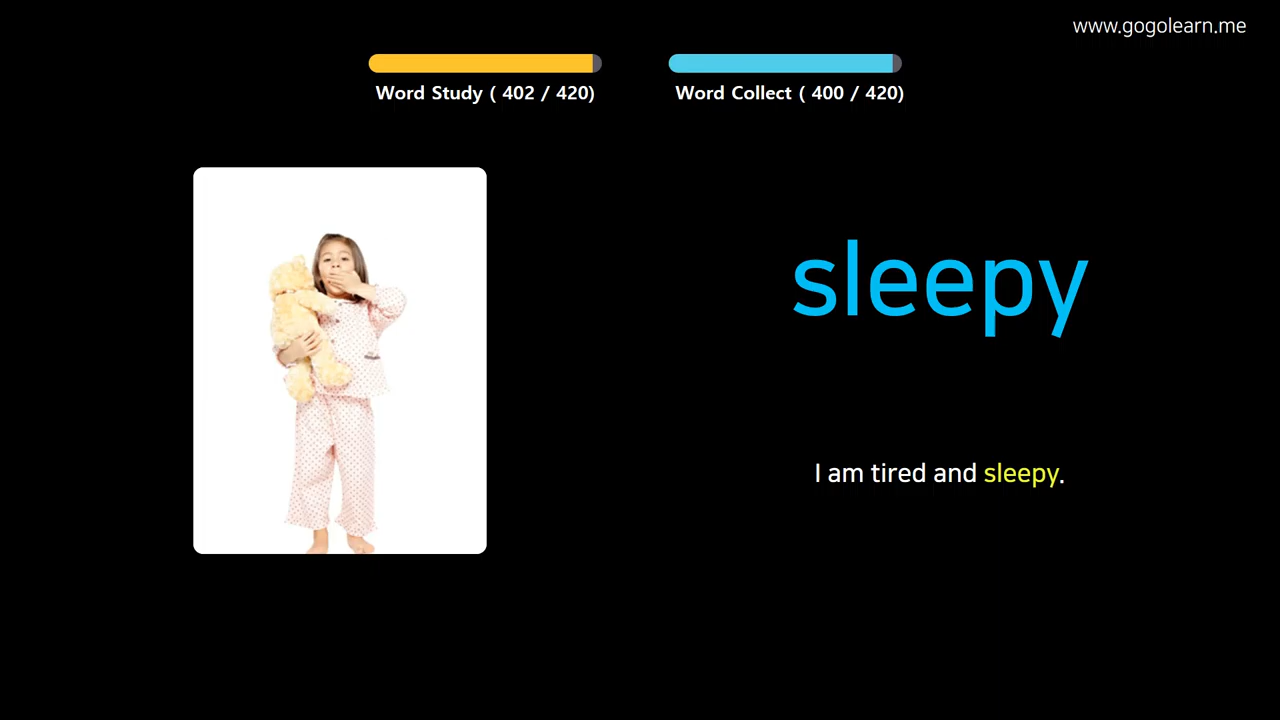 www.gogolearn.me
Word Study ( 402 / 420)
Word Collect ( 400 / 420)
sleepy
I am tired and sleepy.